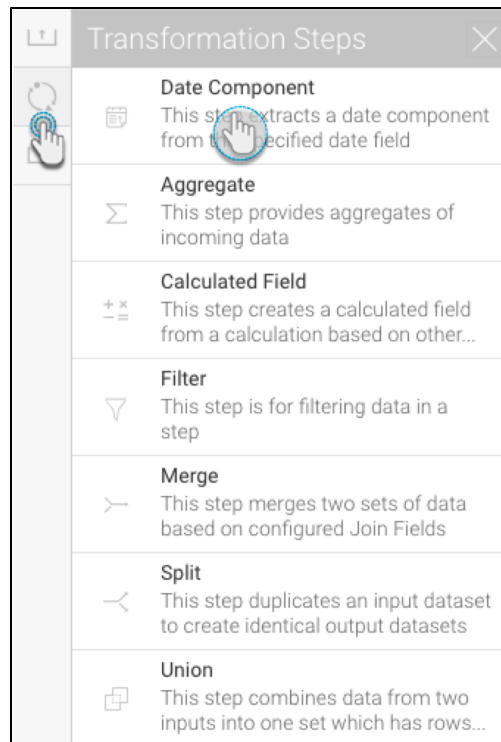 Transformation Steps
Date Component
This step extracts a date component
from the specified date field
Aggregate
This step provides aggregates of
incoming data
Calculated Field
This step creates a calculated field
from a calculation based on other...
Filter
This step is for filtering data in a
step
Merge
This step merges two sets of data
based on configured Join Fields
Split
This step duplicates an input dataset
to create identical output datasets
Union
This step combines data from two
inputs into one set which has rows...